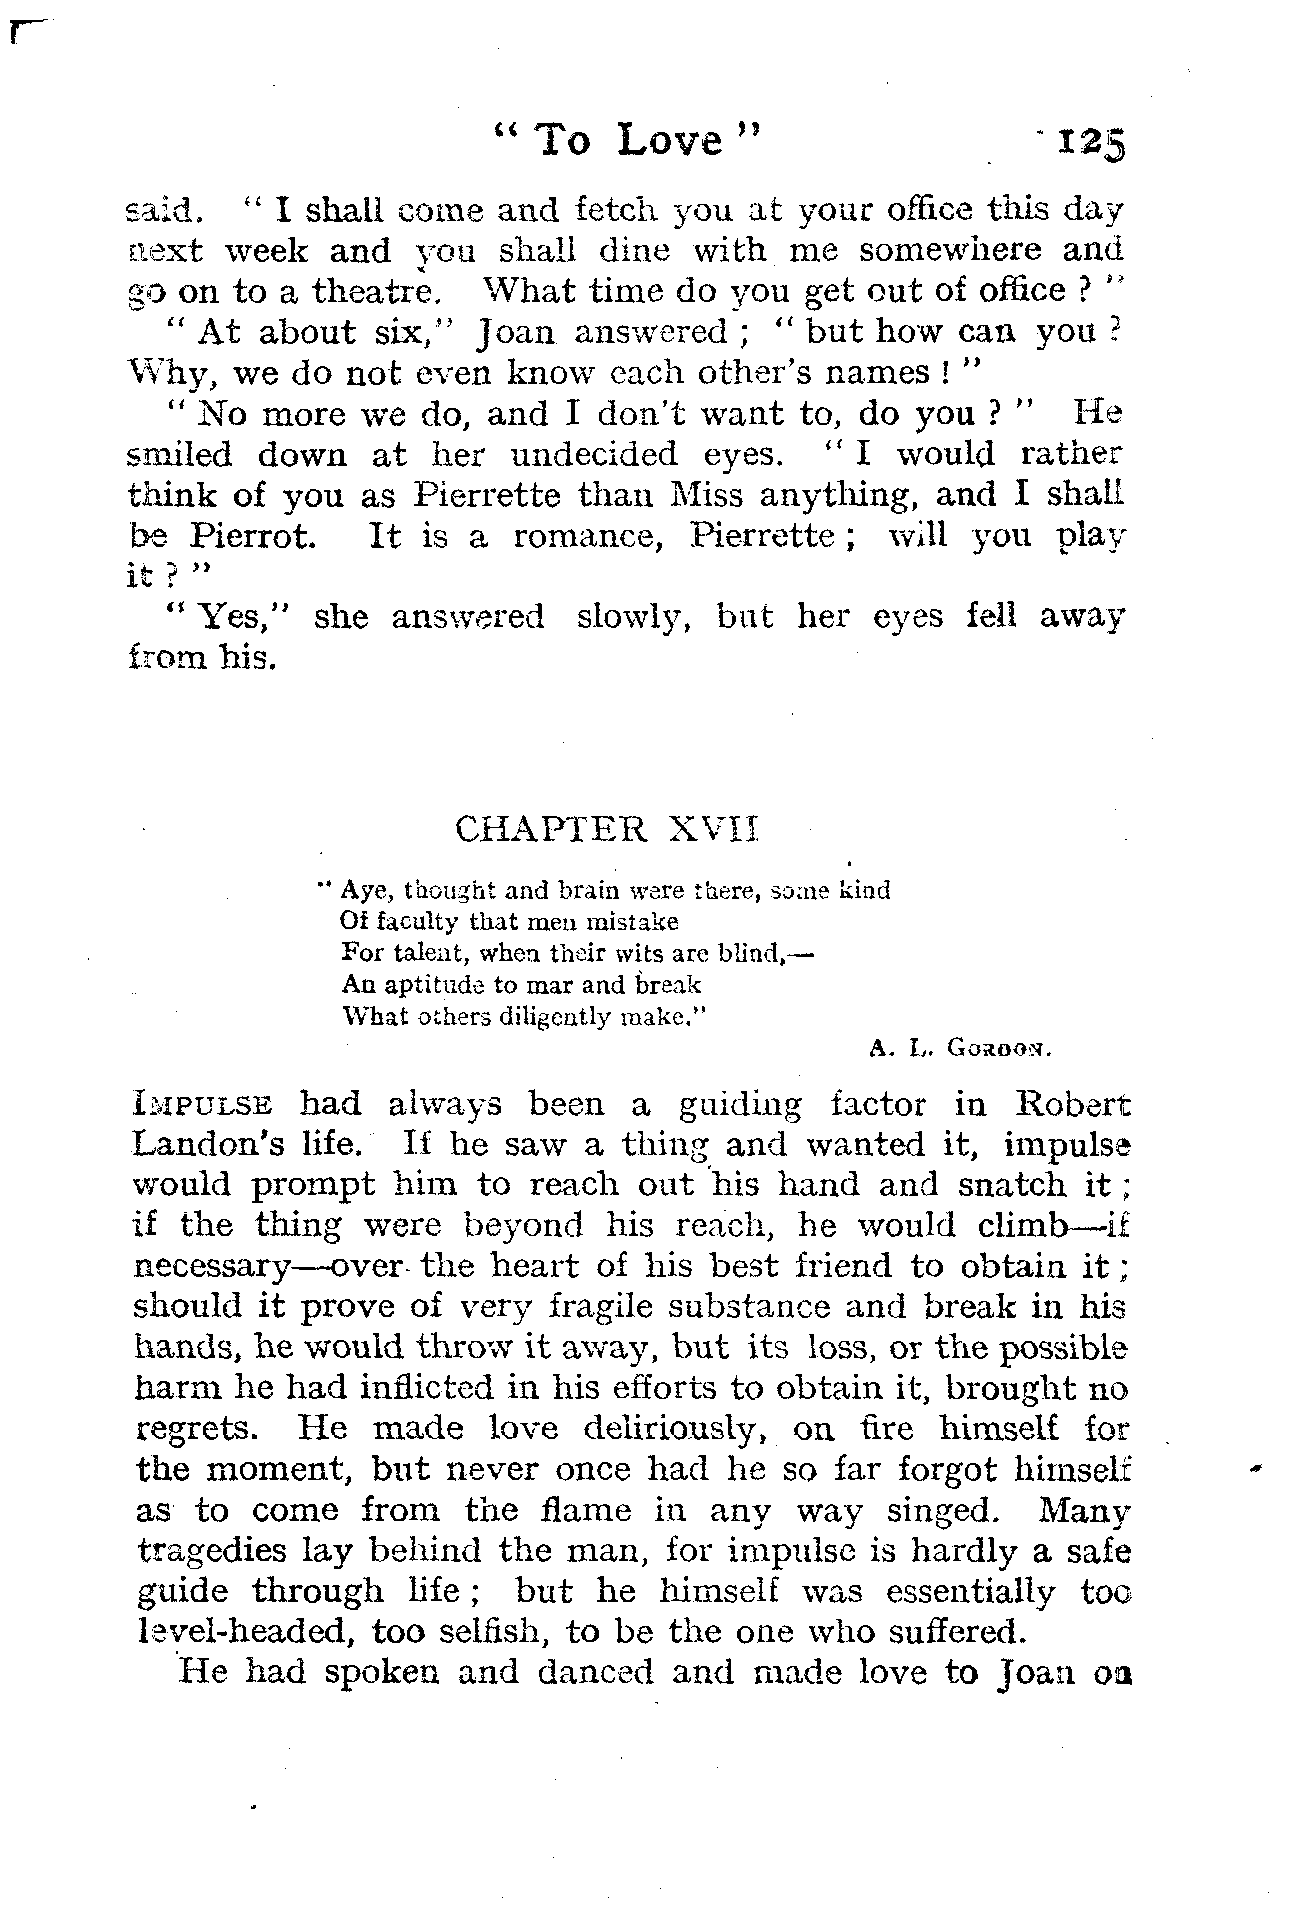 “ To Love ” 125
said. “ I shall come and fetch you at your office this day
next week and you shall dine with me somewhere and
go on to a theatre. What time do you get out of office ? ”
“ At about six,” Joan answered ; “ but how can you ?
Why, we do not even know each other’s names ! ”
“ No more we do, and I don’t want to, do you ? ” He
smiled down at her undecided eyes. “ I would rather
think of you as Pierrette than Miss anything, and I shall
be Pierrot. It is a romance, Pierrette ; will you play
it ? ”
“ Yes,” she answered slowly, but her eyes fell away
from his.
CHAPTER XVII
“ Aye, thought and brain were there, some kind
Of faculty that men mistake
For talent, when their wits are blind,—
An aptitude to mar and break
What others diligently make.”
A. L. GORDON.
IMPULSE had always been a guiding factor in Robert
Landon’s life. If he saw a thing and wanted it, impulse
would prompt him to reach out his hand and snatch it ;
if the thing were beyond his reach, he would climb—if
necessary—over the heart of his best friend to obtain it ;
should it prove of very fragile substance and break in his
hands, he would throw it away, but its loss, or the possible
harm he had inflicted in his efforts to obtain it, brought no
regrets. He made love deliriously, on fire himself for
the moment, but never once had he so far forgot himself
as to come from the flame in any way singed. Many
tragedies lay behind the man, for impulse is hardly a safe
guide through life ; but he himself was essentially too
level-headed, too selfish, to be the one who suffered.
He had spoken and danced and made love to Joan on